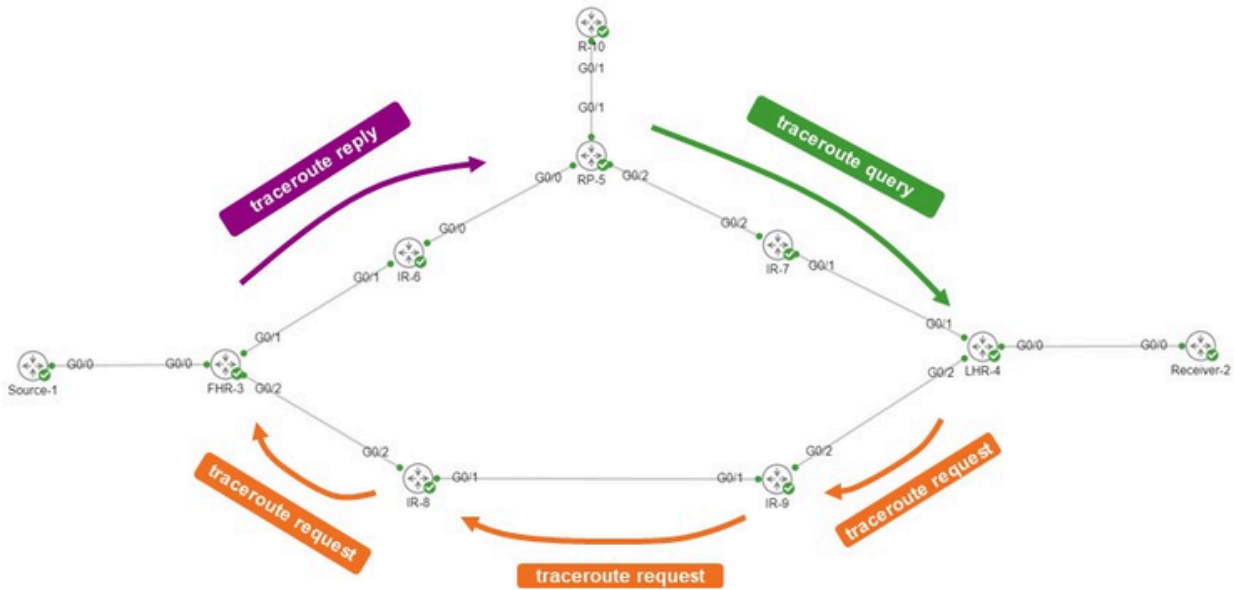 R-10
G0/1
G0/1
RP-5
G0/0
G0/2
traceroute reply
traceroute query
G0/0
IR-6
G0/1
G0/2
IR-7
G0/1
G0/1
G0/1
Source-1
G0/0
G0/0
FHR-3
G0/2
LHR-4
G0/0
G0/0
Receiver-2
G0/2
G0/2
IR-8
G0/1
G0/1
IR-9
G0/2
traceroute request
traceroute request
traceroute request